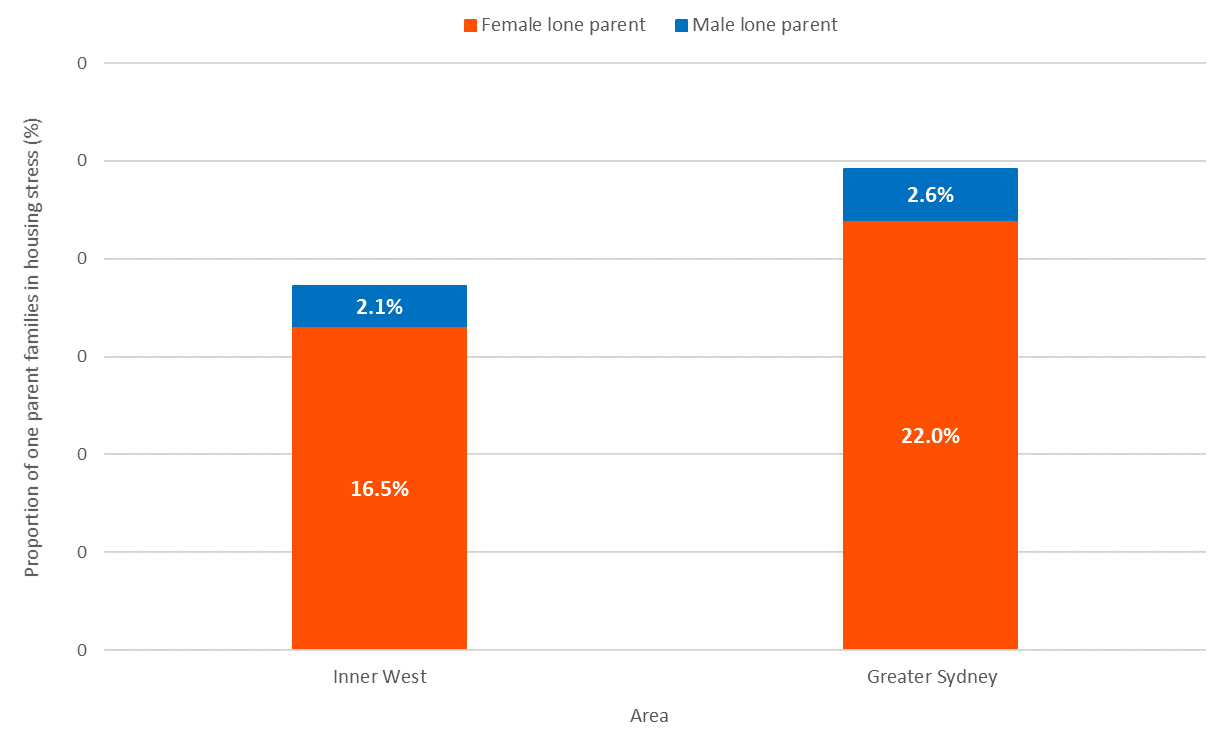 Female lone parent Male lone parent
Proportion of one parent families in housing stress (%)
0
0
0
0
0
0
0
2.1%
16.5%
2.6%
22.0%
Inner West Greater Sydney
Area